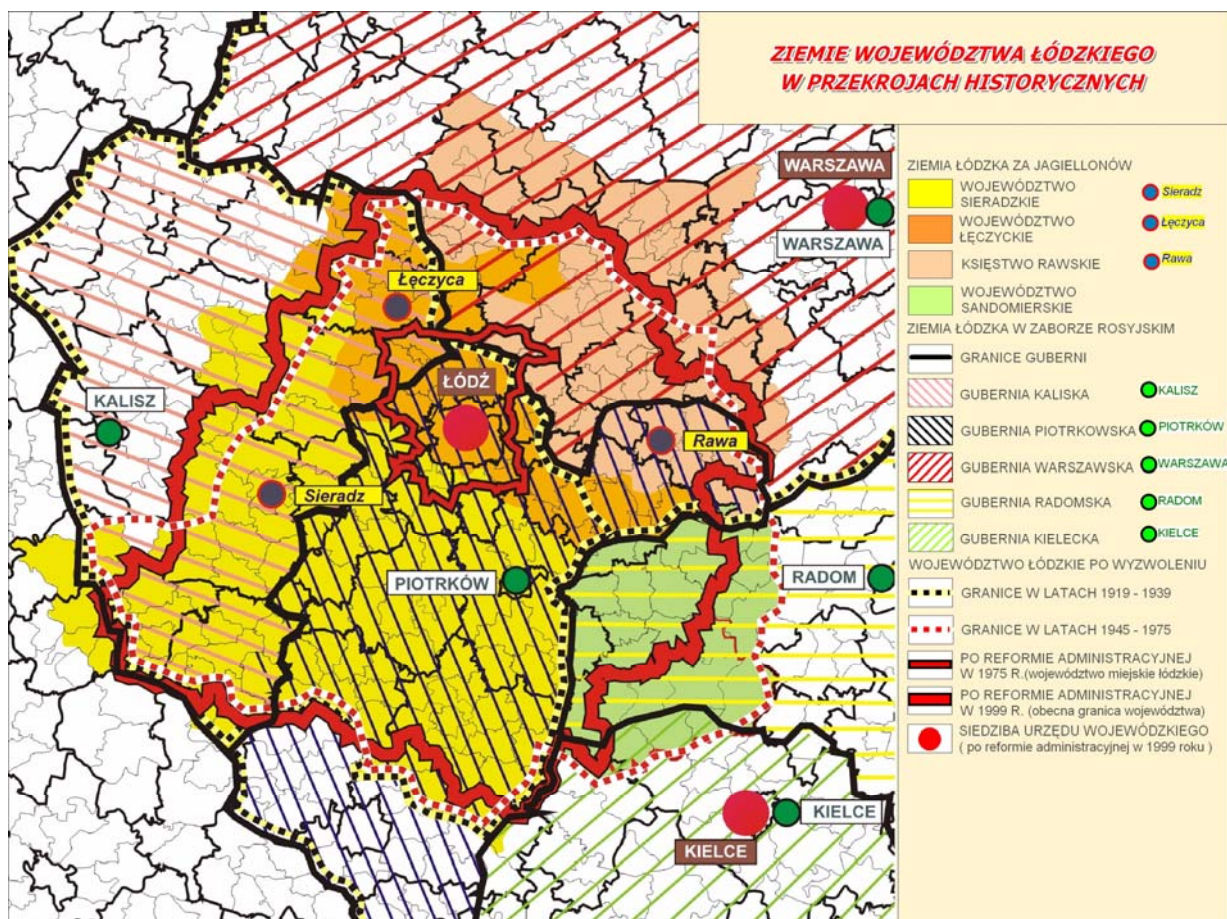 ZIEMIE WOJEWÓDZTWA ŁÓDZKIEGO
W PRZEKROJACH HISTORYCZNYCH
WARSZAWA
WARSZAWA
Łęczyca
ŁÓDŹ
KALISZ
Rawa
Sieradz
PIOTRKÓW
RADOM
KIELCE
KIELCE
ZIEMIA ŁÓDZKA ZA JAGIELLONÓW
WOJEWÓDZTWO
SIERADZKIE
Sieradz
WOJEWÓDZTWO
ŁĘCZYCKIE
Łęczyca
KSIĘSTWO RAWSKIE
Rawa
WOJEWÓDZTWO
SANDOMIERSKIE
ZIEMIA ŁÓDZKA W ZABORZE ROSYJSKIM
GRANICE GUBERNI
GUBERNIA KALISKA
KALISZ
GUBERNIA PIOTRKOWSKA
PIOTRKÓW
GUBERNIA WARSZAWSKA
WARSZAWA
GUBERNIA RADOMSKA
RADOM
GUBERNIA KIELECKA
KIELCE
WOJEWÓDZTWO ŁÓDZKIE PO WYZWOLENIU
GRANICE W LATACH 1919 - 1939
GRANICE W LATACH 1945 - 1975
PO REFORMIE ADMINISTRACYJNEJ
W 1975 R.(województwo miejskie łódzkie)
PO REFORMIE ADMINISTRACYJNEJ
W 1999 R. (obecna granica województwa)
SIEDZIBA URZĘDU WOJEWÓDZKIEGO
( po reformie administracyjnej w 1999 roku )